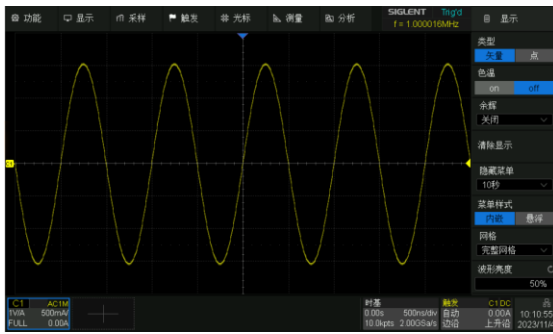 功能 显示 采样 触发 光标 测量 分析
SIGLENT Trig'd
f = 1.000016MHz
显示
类型
矢量 点
色温
on off
余辉
关闭
清除显示
隐藏菜单
10秒
菜单样式
内嵌 悬浮
网格
完整网格
波形亮度
50%
C1
C1 AC1M
1V/A 500mV/
FULL 0.00A
时基
0.00s 500ns/div
10.0kpts 2.00GSa/s
触发 C1 DC
自动 0.00A
边沿 上升沿
10:10:55
2023/11/